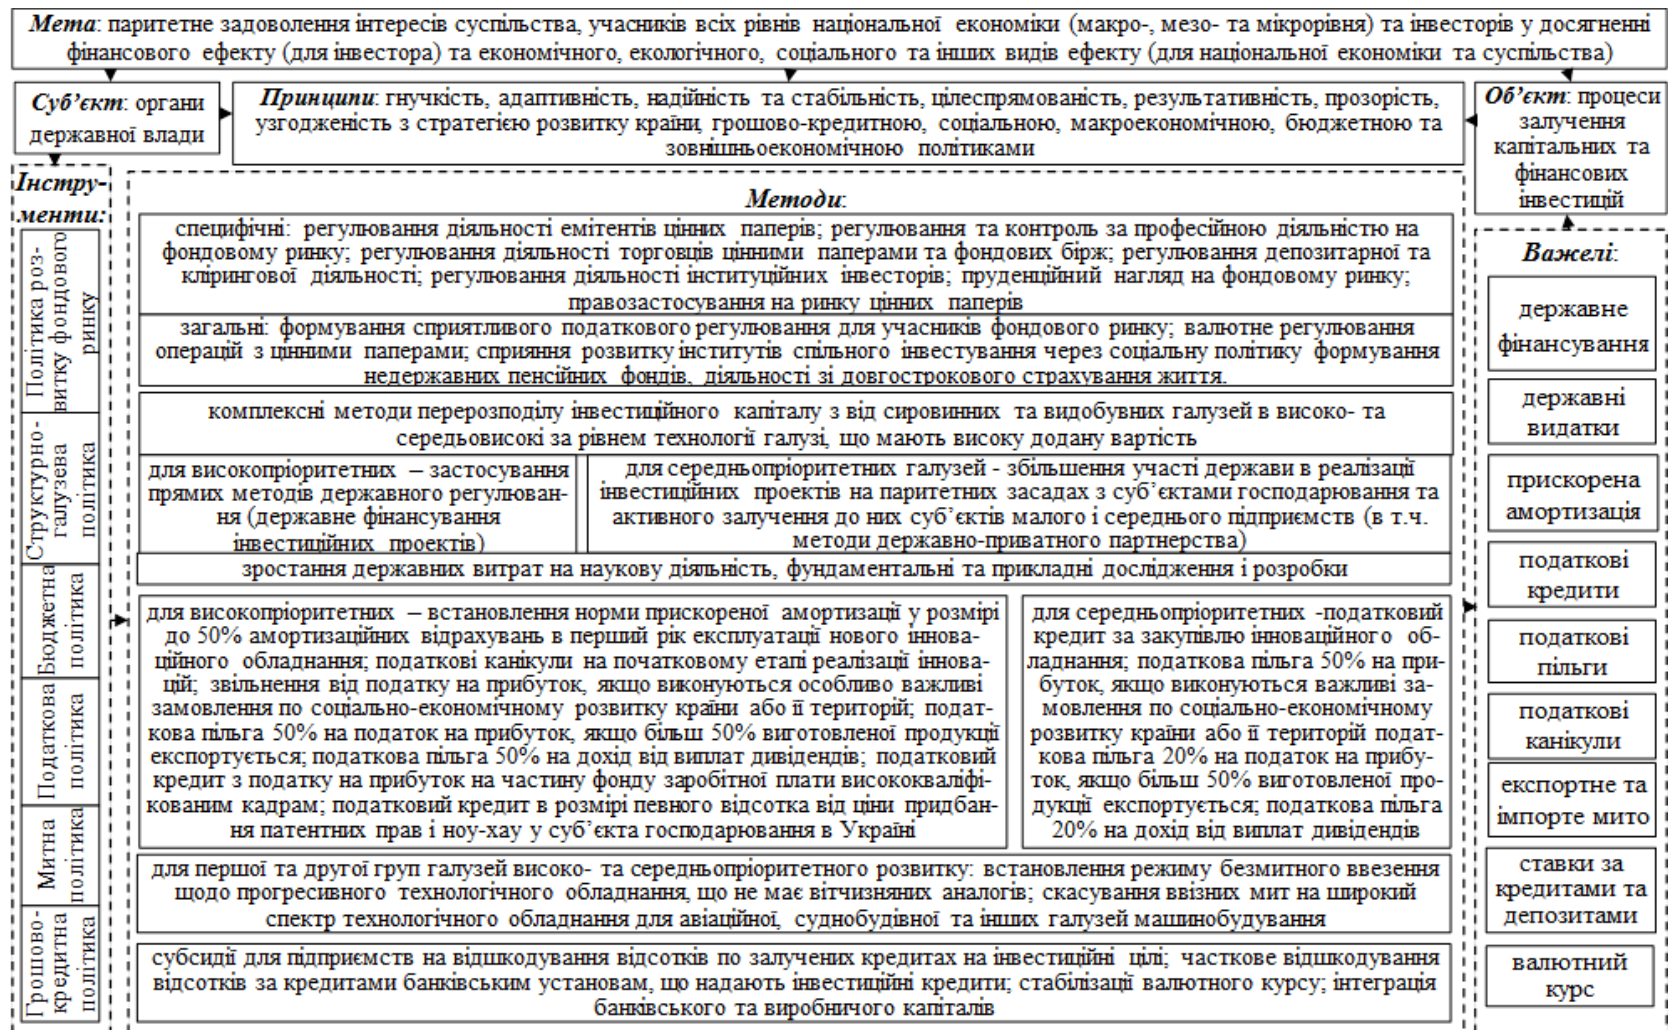 Мета: паритетне задоволення інтересів суспільства, учасників всіх рівнів національної економіки (макро-, мезо- та мікрорівня) та інвесторів у досягненні
фінансового ефекту (для інвестора) та економічного, екологічного, соціального та інших видів ефекту (для національної економіки та суспільства)
Суб’єкт: органи
державної влади
Принципи: гнучкість, адаптивність, надійність та стабільність, цілеспрямованість, результативність, прозорість,
узгодженість з стратегією розвитку країни, грошово-кредитною, соціальною, макроекономічною, бюджетною та
зовнішньоекономічною політиками
Об’єкт: процеси
залучення
капітальних та
фінансових
інвестицій
Інстру-
менти:
Політика роз-
витку фондового
ринку
Структурно-
галузева
політика
Бюджетна
політика
Податкова
політика
Митна
політика
Грошово-
кредитна
політика
Методи:
специфічні: регулювання діяльності емітентів цінних паперів; регулювання та контроль за професійною діяльністю на
фондовому ринку; регулювання діяльності торговців цінними паперами та фондових бірж; регулювання депозитарної та
клірингової діяльності; регулювання діяльності інституційних інвесторів; пруденційний нагляд на фондовому ринку;
правозастосування на ринку цінних паперів
загальні: формування сприятливого податкового регулювання для учасників фондового ринку; валютне регулювання
операцій з цінними паперами; сприяння розвитку інститутів спільного інвестування через соціальну політику формування
недержавних пенсійних фондів, діяльності зі довгострокового страхування життя.
комплексні методи перерозподілу інвестиційного капіталу з від сировинних та видобувних галузей в високо- та
середьовисокі за рівнем технології галузі, що мають високу додану вартість
для високопріоритетних – застосування
прямих методів державного регулюван-
ня (державне фінансування
інвестиційних проектів)
для середньопріоритетних галузей - збільшення участі держави в реалізації
інвестиційних проектів на паритетних засадах з суб’єктами господарювання та
активного залучення до них суб’єктів малого і середнього підприємств (в т.ч.
методи державно-приватного партнерства)
зростання державних витрат на наукову діяльність, фундаментальні та прикладні дослідження і розробки
для високопріоритетних – встановлення норми прискореної амортизації у розмірі
до 50% амортизаційних відрахувань в перший рік експлуатації нового іннова-
ційного обладнання; податкові канікули на початковому етапі реалізації іннова-
цій; звільнення від податку на прибуток, якщо виконуються особливо важливі
замовлення по соціально-економічному розвитку країни або її територій; подат-
кова пільга 50% на податок на прибуток, якщо більш 50% виготовленої продукції
експортується; податкова пільга 50% на дохід від виплат дивідендів; податковий
кредит з податку на прибуток на частину фонду заробітної плати висококваліфі-
кованим кадрам; податковий кредит в розмірі певного відсотка від ціни придбан-
ня патентних прав і ноу-хау у суб’єкта господарювання в Україні
для середньопріоритетних -податковий
кредит за закупівлю інноваційного об-
ладнання; податкова пільга 50% на при-
буток, якщо виконуються важливі за-
мовлення по соціально-економічному
розвитку країни або її територій подат-
кова пільга 20% на податок на прибу-
ток, якщо більш 50% виготовленої про-
дукції експортується; податкова пільга
20% на дохід від виплат дивідендів
для першої та другої груп галузей високо- та середньопріоритетного розвитку: встановлення режиму безмитного ввезення
щодо прогресивного технологічного обладнання, що не має вітчизняних аналогів; скасування ввізних мит на широкий
спектр технологічного обладнання для авіаційної, суднобудівної та інших галузей машинобудування
субсидії для підприємств на відшкодування відсотків по залучених кредитах на інвестиційні цілі; часткове відшкодування
відсотків за кредитами банківським установам, що надають інвестиційні кредити; стабілізації валютного курсу; інтеграція
банківського та виробничого капіталів
Важелі:
державне
фінансування
державні
видатки
прискорена
амортизація
податкові
кредити
податкові
пільги
податкові
канікули
експортне та
імпорте мито
ставки за
кредитами та
депозитами
валютний
курс